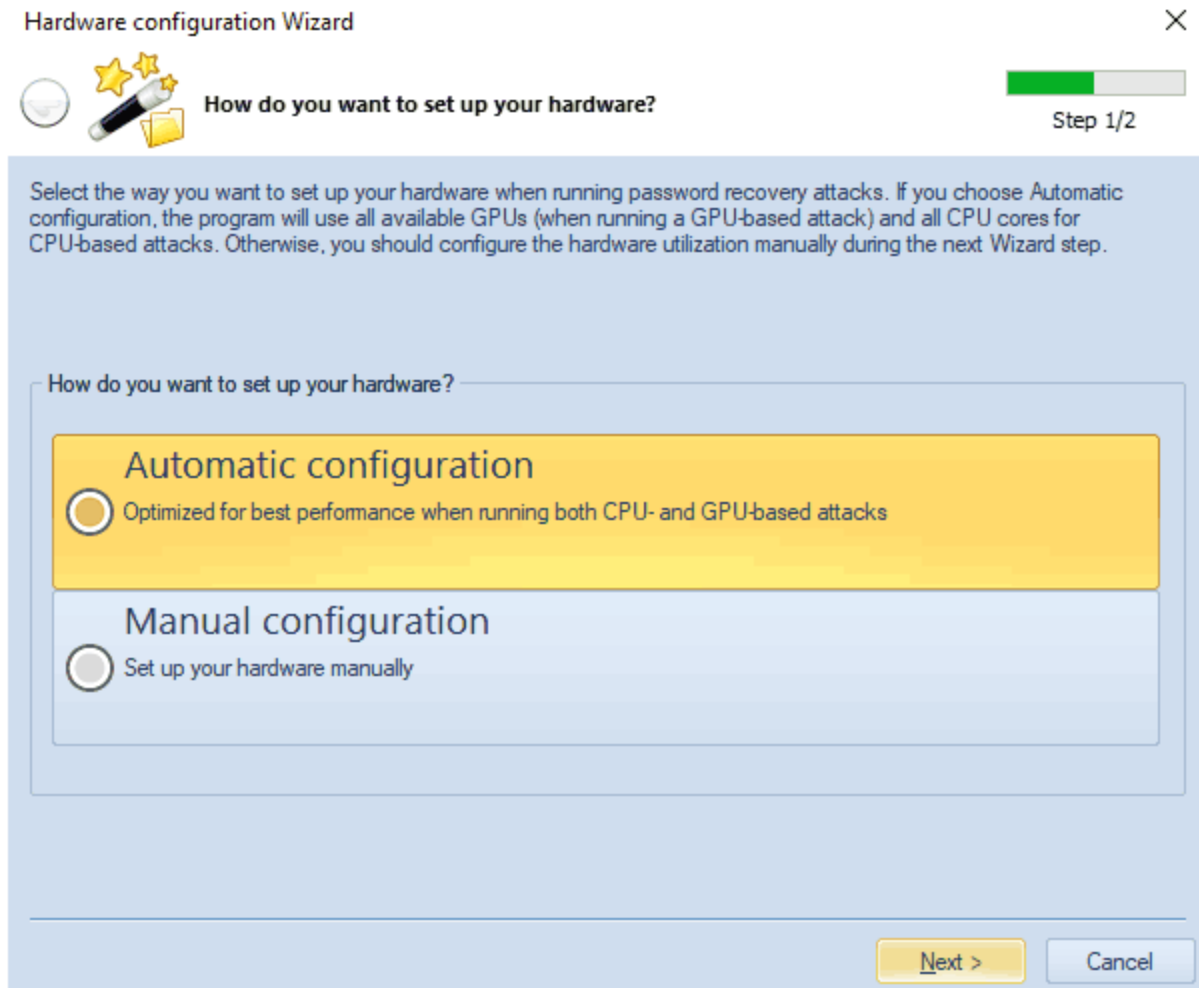 Hardware configuration Wizard
How do you want to set up your hardware?
Step 1/2
Select the way you want to set up your hardware when running password recovery attacks. If you choose Automatic
configuration, the program will use all available GPUs (when running a GPU-based attack) and all CPU cores for
CPU-based attacks. Otherwise, you should configure the hardware utilization manually during the next Wizard step.
How do you want to set up your hardware?
Automatic configuration
Optimized for best performance when running both CPU- and GPU-based attacks
Manual configuration
Set up your hardware manually
Next >
Cancel